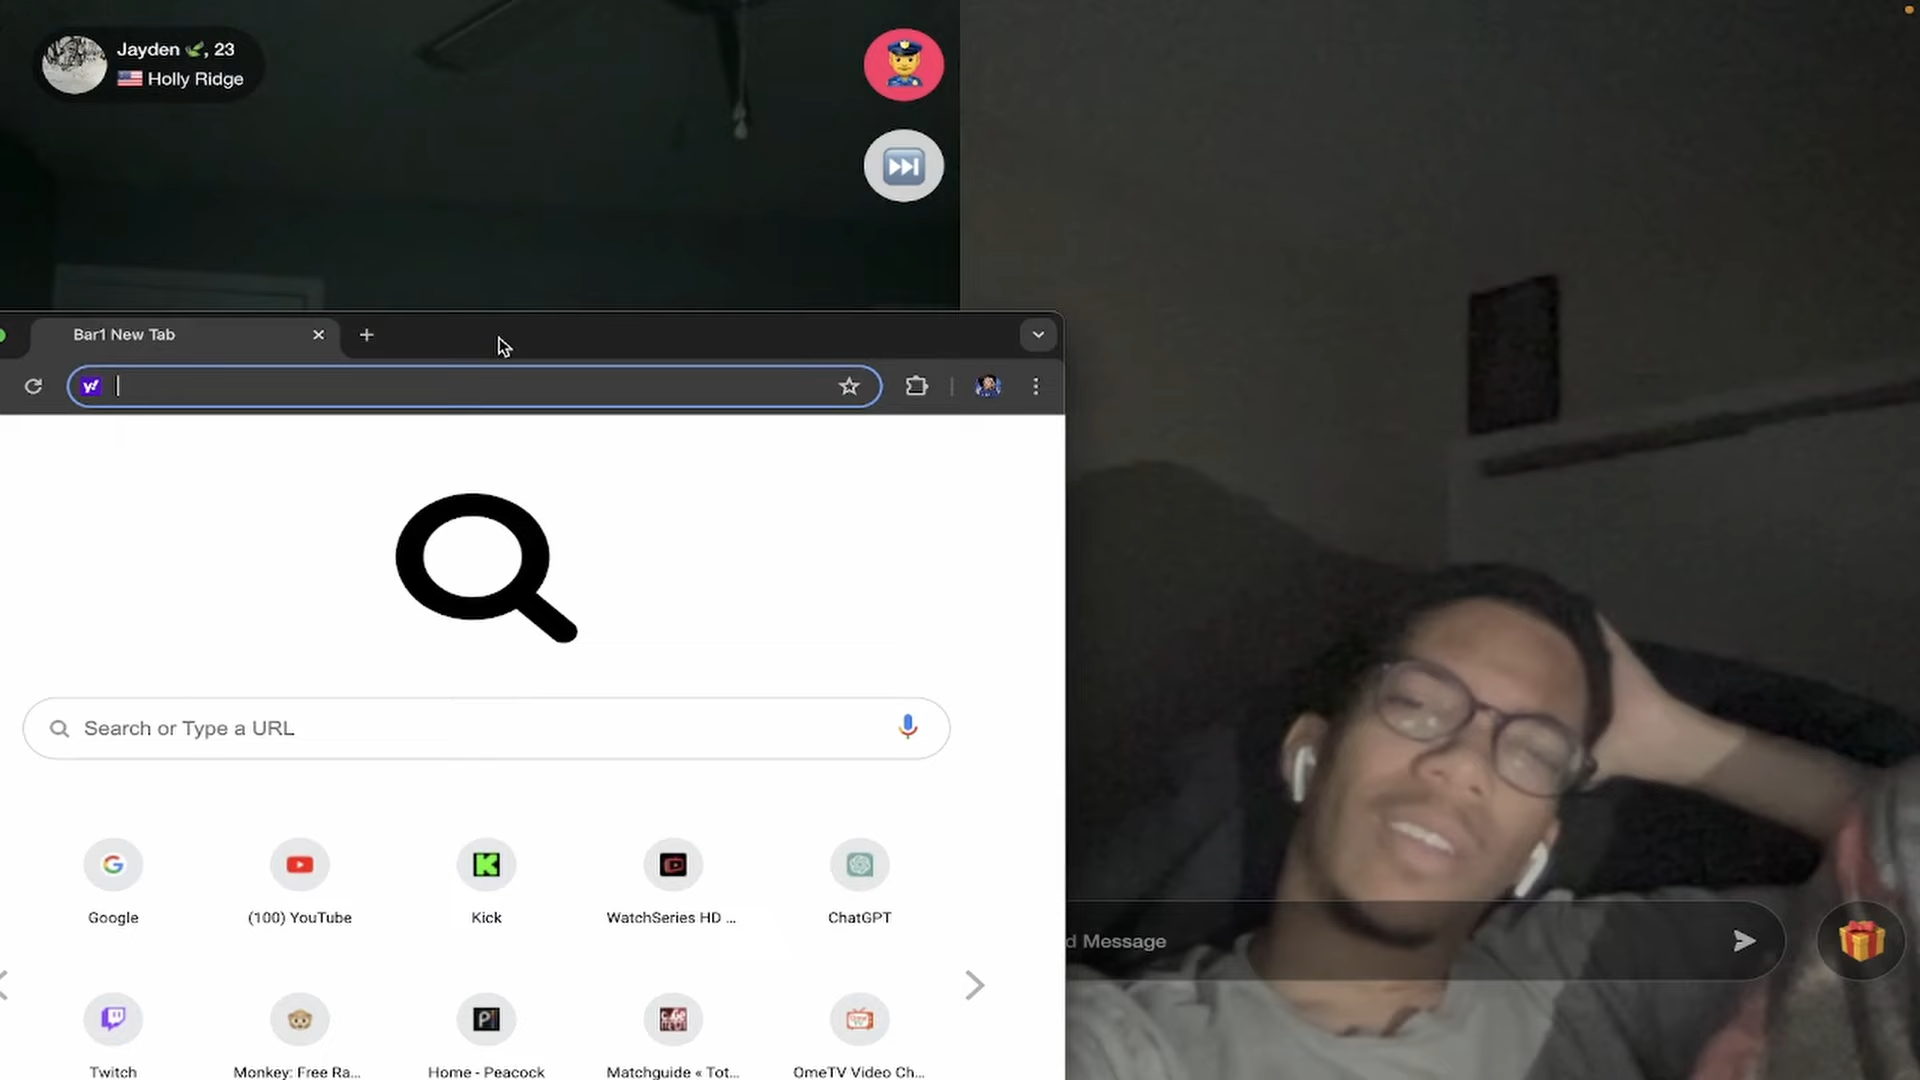 Jayden 🌿, 23
🇺🇸 Holly Ridge
Bar1 New Tab
y!
Search or Type a URL
Google
(100) YouTube
Kick
WatchSeries HD ...
ChatGPT
d Message
Twitch
Monkey: Free Ra...
Home - Peacock
Matchguide « Tot...
OmeTV Video Ch...